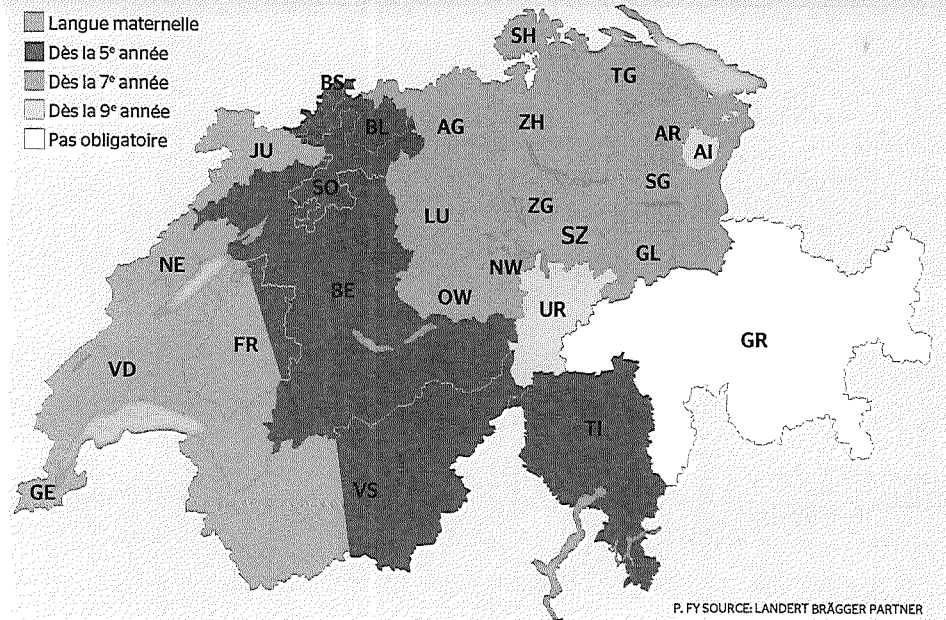 Langue maternelle
Dès la 5e année
Dès la 7e année
Dès la 9e année
Pas obligatoire
SH
TG
BS
BL
AG
ZH
AR
AI
JU
SO
SG
LU
ZG
SZ
NE
NW
GL
BE
OW
UR
FR
GR
VD
TI
GE
VS
P. FY SOURCE: LANDERT BRÄGGER PARTNER